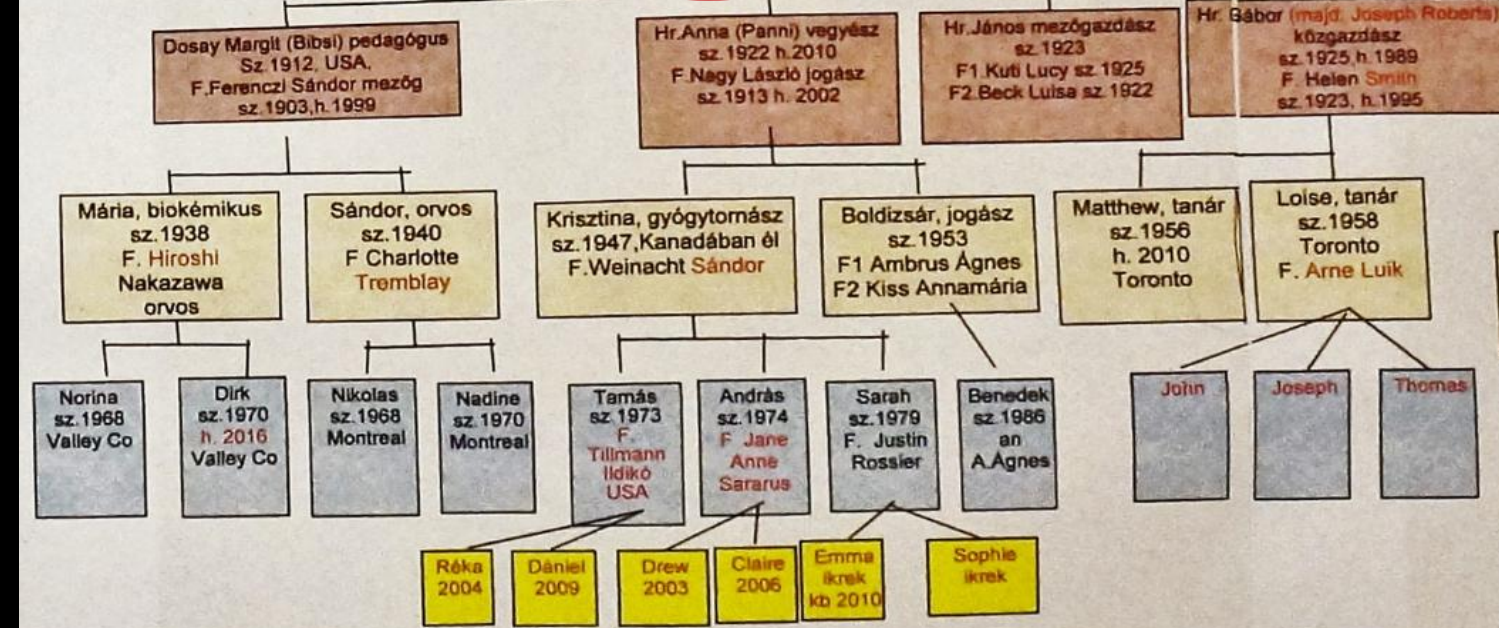 Dosay Margit (Bibsi) pedagógus
Sz.1912, USA,
F.Ferenczi Sándor mezőg
sz.1903,h.1999
Hr.Anna (Panni) vegyész
sz.1922 h.2010
F.Nagy László jogász
sz.1913 h. 2002
Hr.János mezőgazdász
sz.1923
F1.Kuti Lucy sz.1925
F2.Beck Luisa sz.1922
Hr. Gábor (majd. Joseph Roberts)
közgazdász
sz.1925,h.1989
F. Helen Smith
sz.1923, h.1995
Mária, biokémikus
sz.1938
F. Hiroshi
Nakazawa
orvos
Sándor, orvos
sz.1940
F Charlotte
Tremblay
Krisztina, gyógytornász
sz.1947,Kanadában él
F.Weinacht Sándor
Boldizsár, jogász
sz.1953
F1 Ambrus Ágnes
F2 Kiss Annamária
Matthew, tanár
sz.1956
h. 2010
Toronto
Loise, tanár
sz.1958
Toronto
F. Arne Luik
Norina
sz.1968
Valley Co
Dirk
sz.1970
h. 2016
Valley Co
Nikolas
sz.1968
Montreal
Nadine
sz.1970
Montreal
Tamás
sz.1973
F.
Tillmann
Ildikó
USA
András
sz.1974
F Jane
Anne
Sararus
Sarah
sz.1979
F. Justin
Rossier
Benedek
sz.1986
an
A.Ágnes
John
Joseph
Thomas
Réka
2004
Dániel
2009
Drew
2003
Claire
2006
Emma
ikrek
kb 2010
Sophie
ikrek